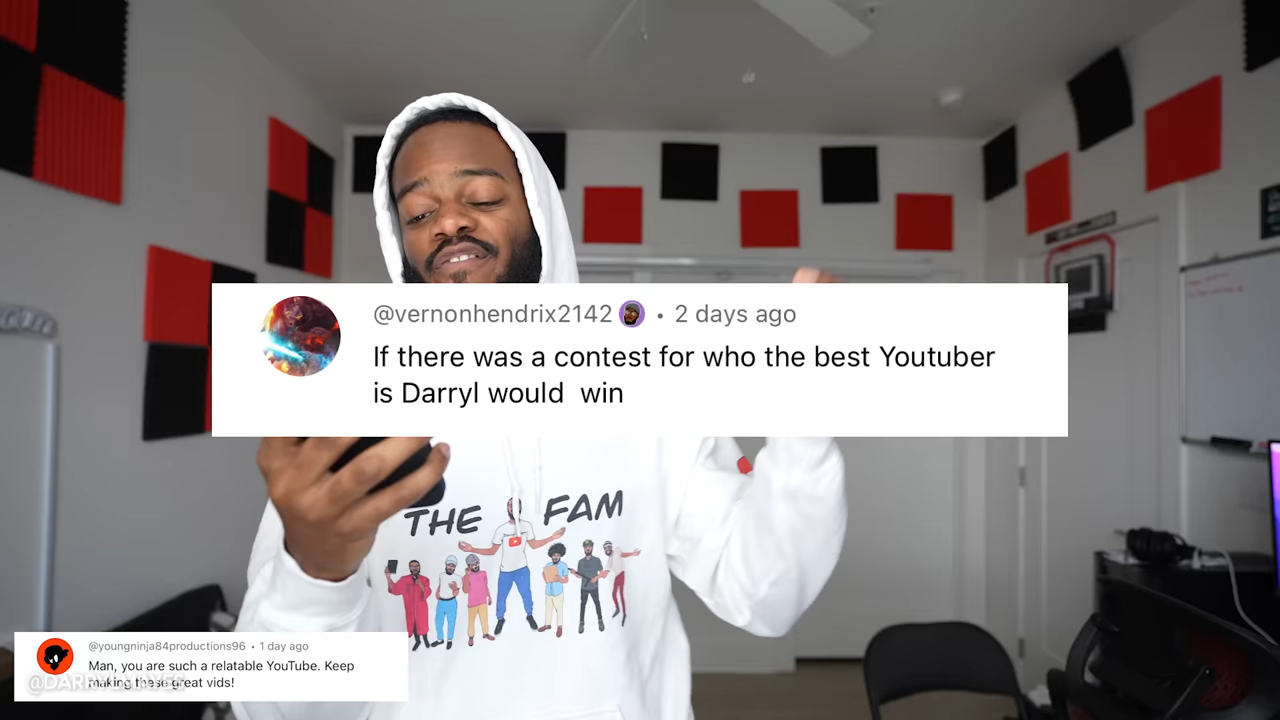 @vernonhendrix2142 • 2 days ago
If there was a contest for who the best Youtuber
is Darryl would  win
THE FAM
@youngninja84productions96 • 1 day ago
Man, you are such a relatable YouTube. Keep
making these great vids!